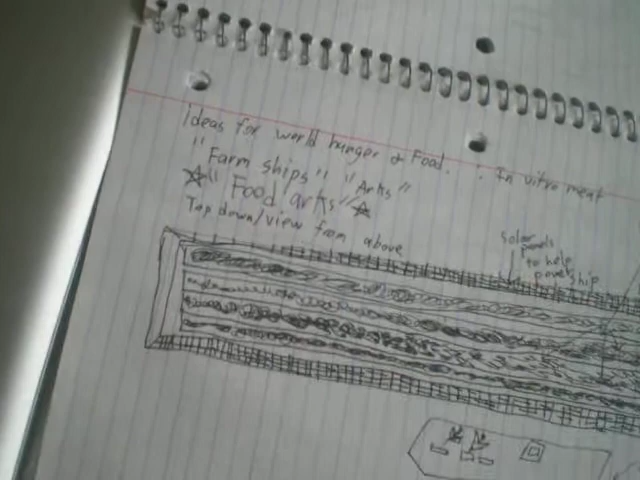 Ideas for world hunger & Food. . In vitro meat
"Farm ships" "Arks"
"Food arks"
Top down/view from above
Solar
panels
to help
power ship